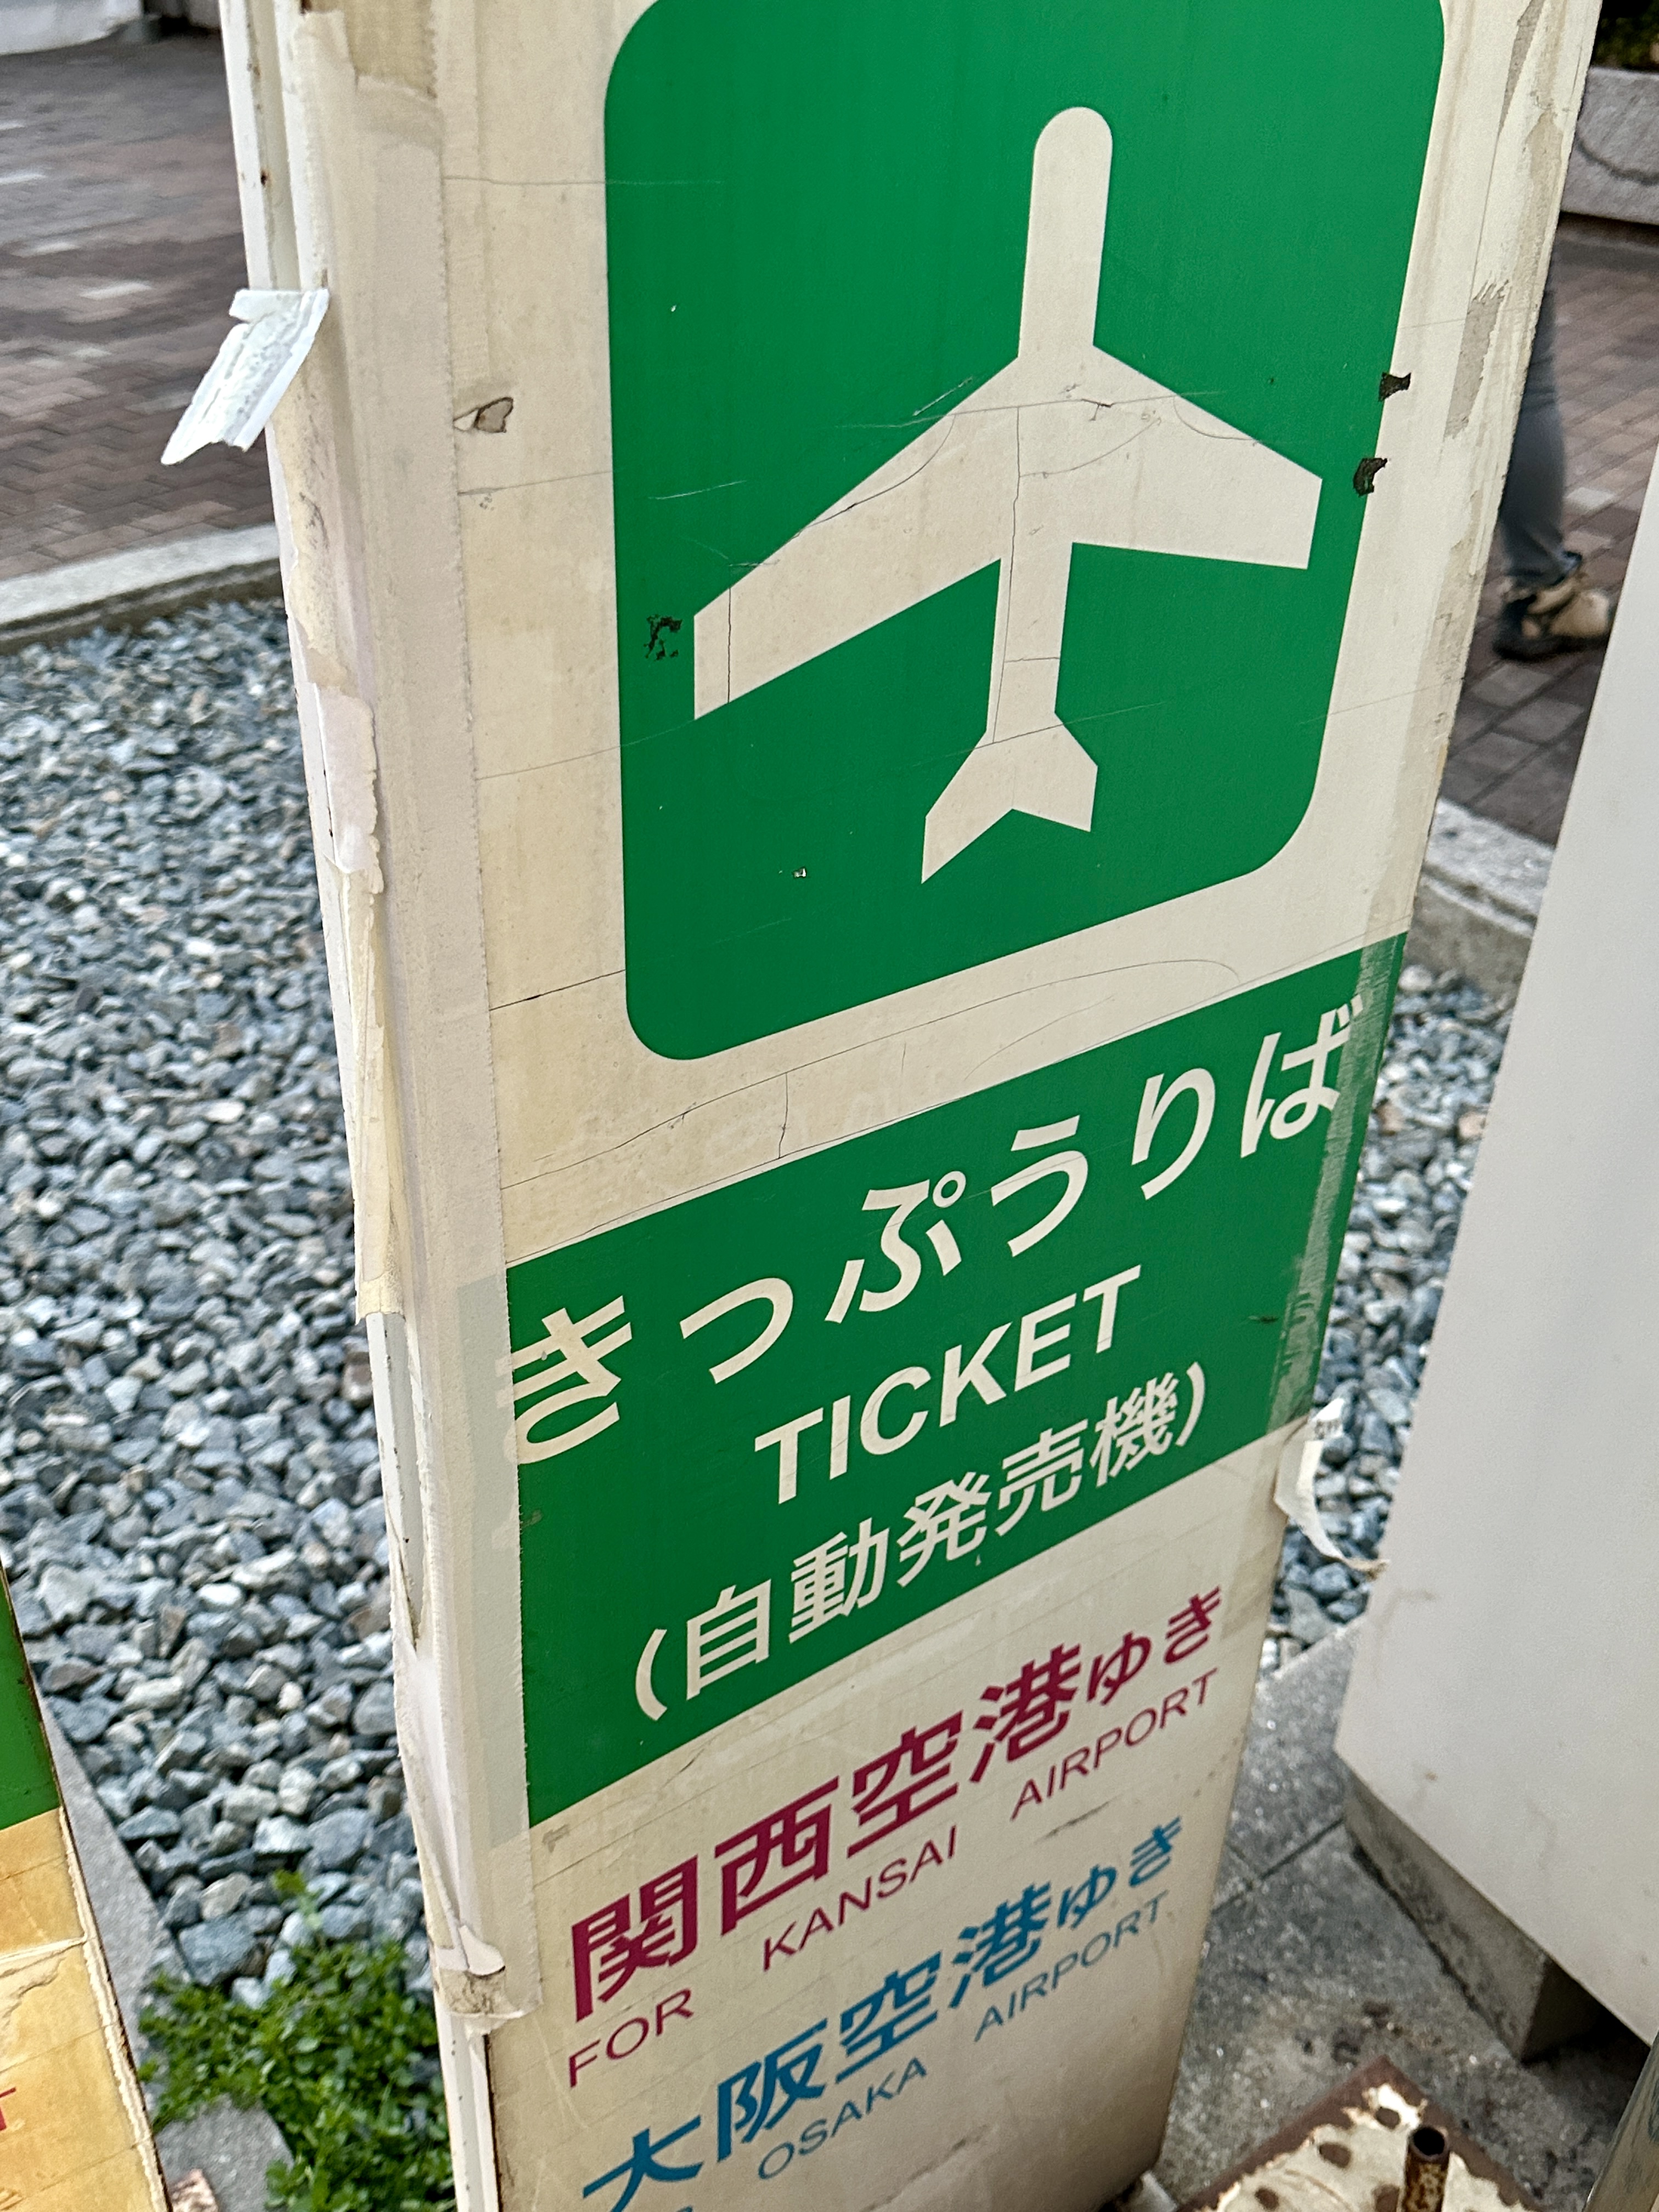 きっぷうりば
TICKET
(自動発売機)
関西空港ゆき
FOR KANSAI AIRPORT
大阪空港ゆき
OSAKA AIRPORT